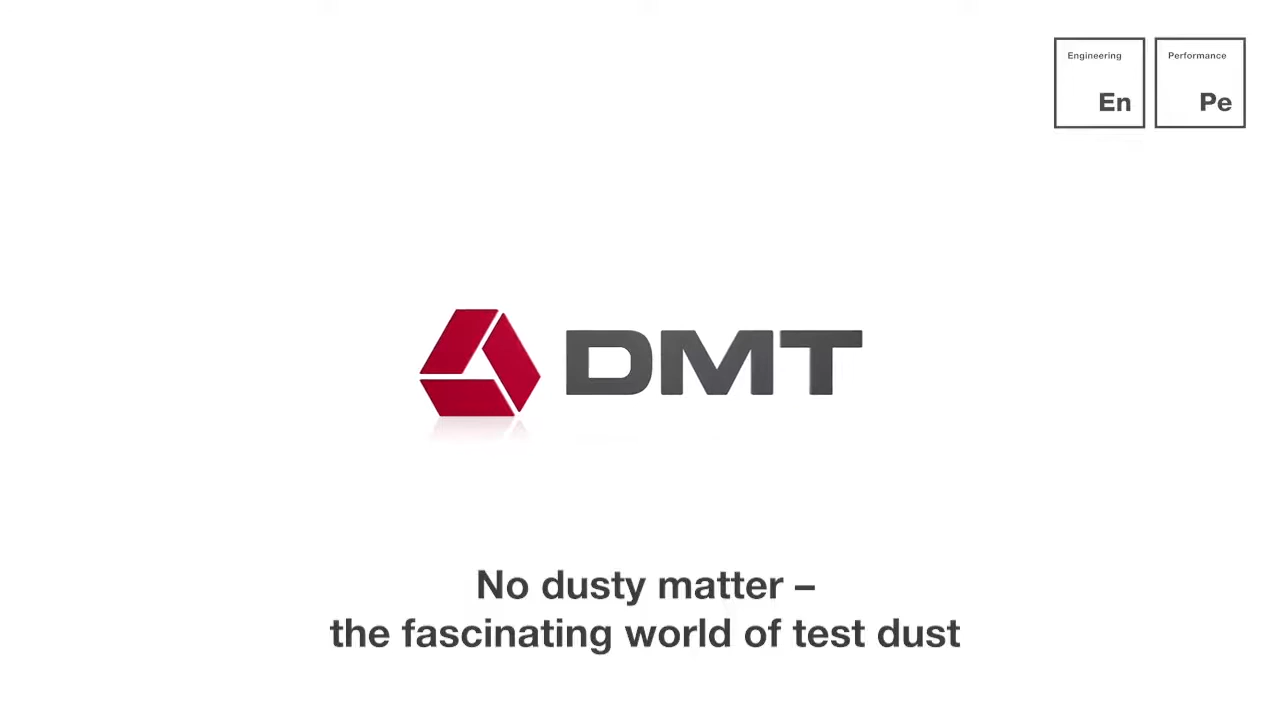 Engineering
En
Performance
Pe
DMT
No dusty matter –
the fascinating world of test dust